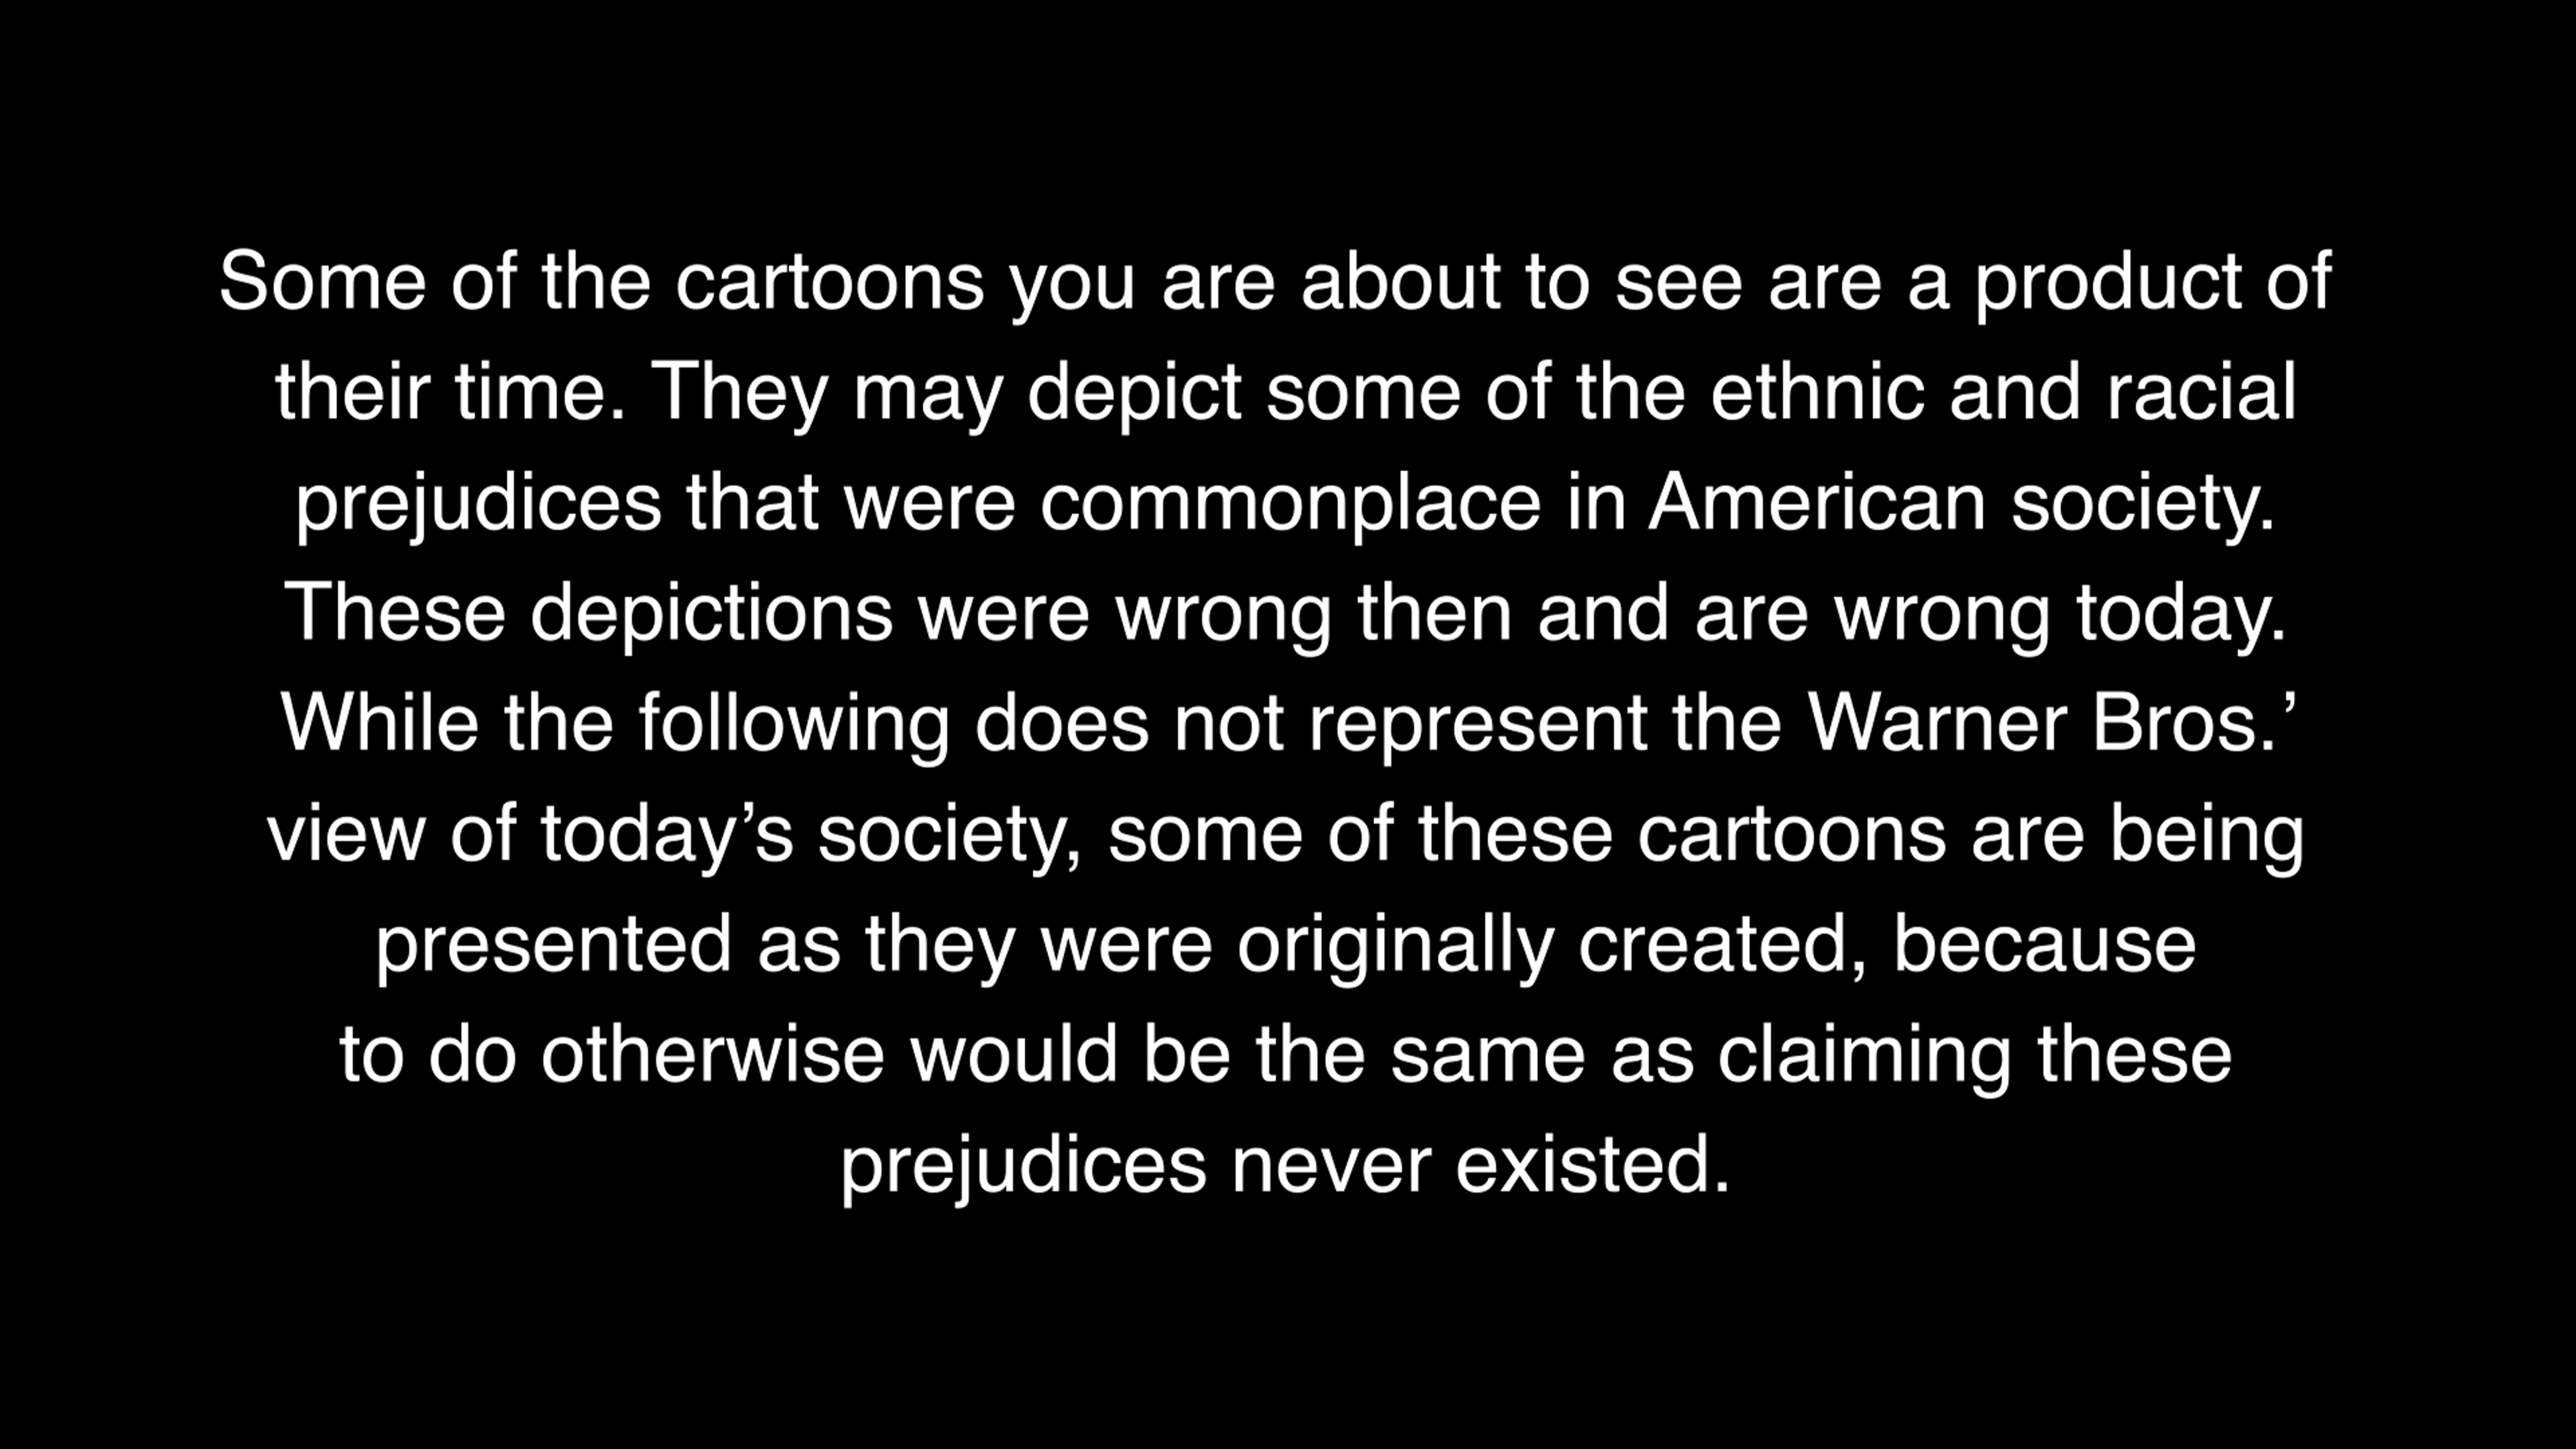 Some of the cartoons you are about to see are a product of
their time. They may depict some of the ethnic and racial
prejudices that were commonplace in American society.
These depictions were wrong then and are wrong today.
While the following does not represent the Warner Bros.’
view of today’s society, some of these cartoons are being
presented as they were originally created, because
to do otherwise would be the same as claiming these
prejudices never existed.